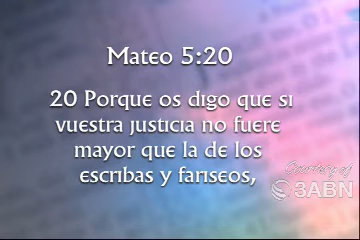 Mateo 5:20
20 Porque os digo que si
vuestra justicia no fuere
mayor que la de los
escribas y fariseos,
Courtesy of
3ABN